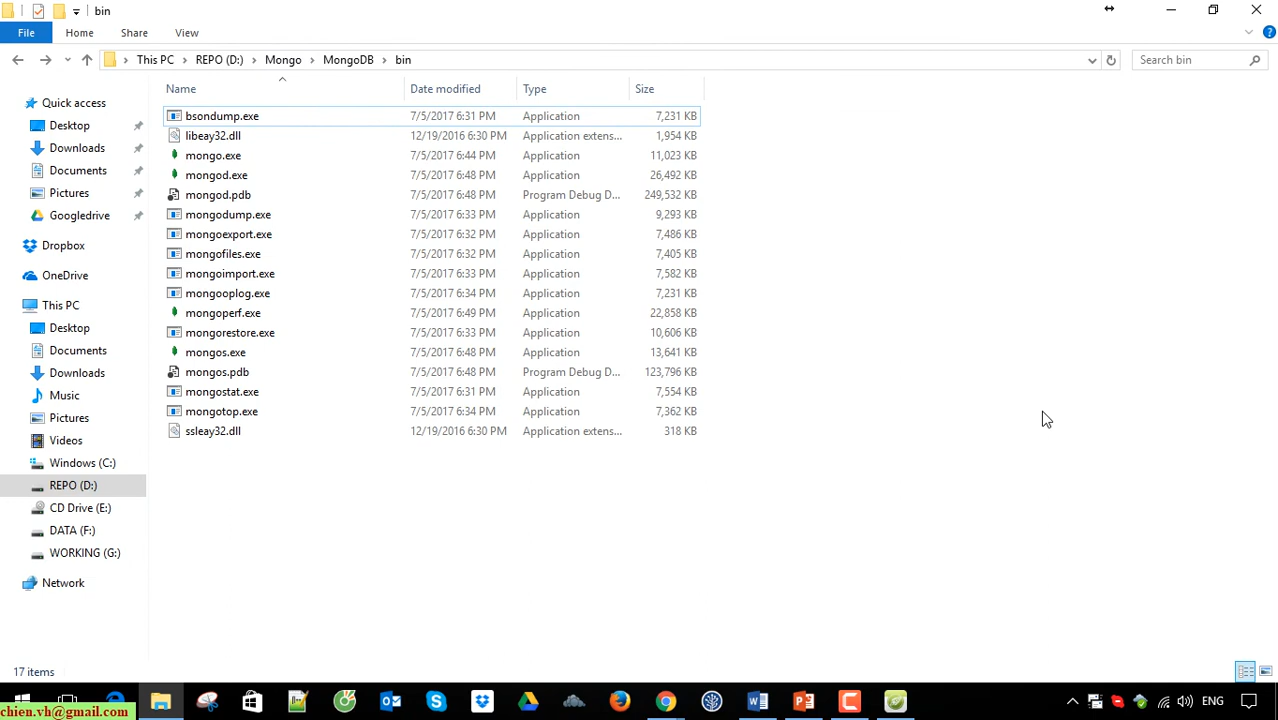 bin
File Home Share View
This PC REPO (D:) Mongo MongoDB bin Search bin
Name Date modified Type Size
Quick access
Desktop
Downloads
Documents
Pictures
Googledrive
Dropbox
OneDrive
This PC
Desktop
Documents
Downloads
Music
Pictures
Videos
Windows (C:)
REPO (D:)
CD Drive (E:)
DATA (F:)
WORKING (G:)
Network
bsondump.exe 7/5/2017 6:31 PM Application 7,231 KB
libeay32.dll 12/19/2016 6:30 PM Application extens... 1,954 KB
mongo.exe 7/5/2017 6:44 PM Application 11,023 KB
mongod.exe 7/5/2017 6:48 PM Application 26,492 KB
mongod.pdb 7/5/2017 6:48 PM Program Debug D... 249,532 KB
mongodump.exe 7/5/2017 6:33 PM Application 9,293 KB
mongoexport.exe 7/5/2017 6:32 PM Application 7,486 KB
mongofiles.exe 7/5/2017 6:32 PM Application 7,405 KB
mongoimport.exe 7/5/2017 6:33 PM Application 7,582 KB
mongooplog.exe 7/5/2017 6:34 PM Application 7,231 KB
mongoperf.exe 7/5/2017 6:49 PM Application 22,858 KB
mongorestore.exe 7/5/2017 6:33 PM Application 10,606 KB
mongos.exe 7/5/2017 6:48 PM Application 13,641 KB
mongos.pdb 7/5/2017 6:48 PM Program Debug D... 123,796 KB
mongostat.exe 7/5/2017 6:31 PM Application 7,554 KB
mongotop.exe 7/5/2017 6:34 PM Application 7,362 KB
ssleay32.dll 12/19/2016 6:30 PM Application extens... 318 KB
17 items
ENG
chien.vh@gmail.com